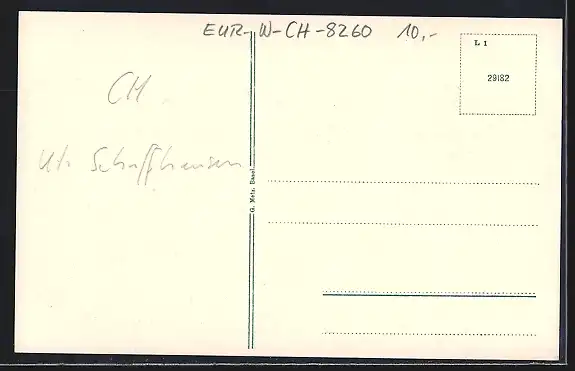 EUR-W-CH-8260 10,-
L 1
29182
CH
Kt. Schaffhausen
G. Metz, Basel